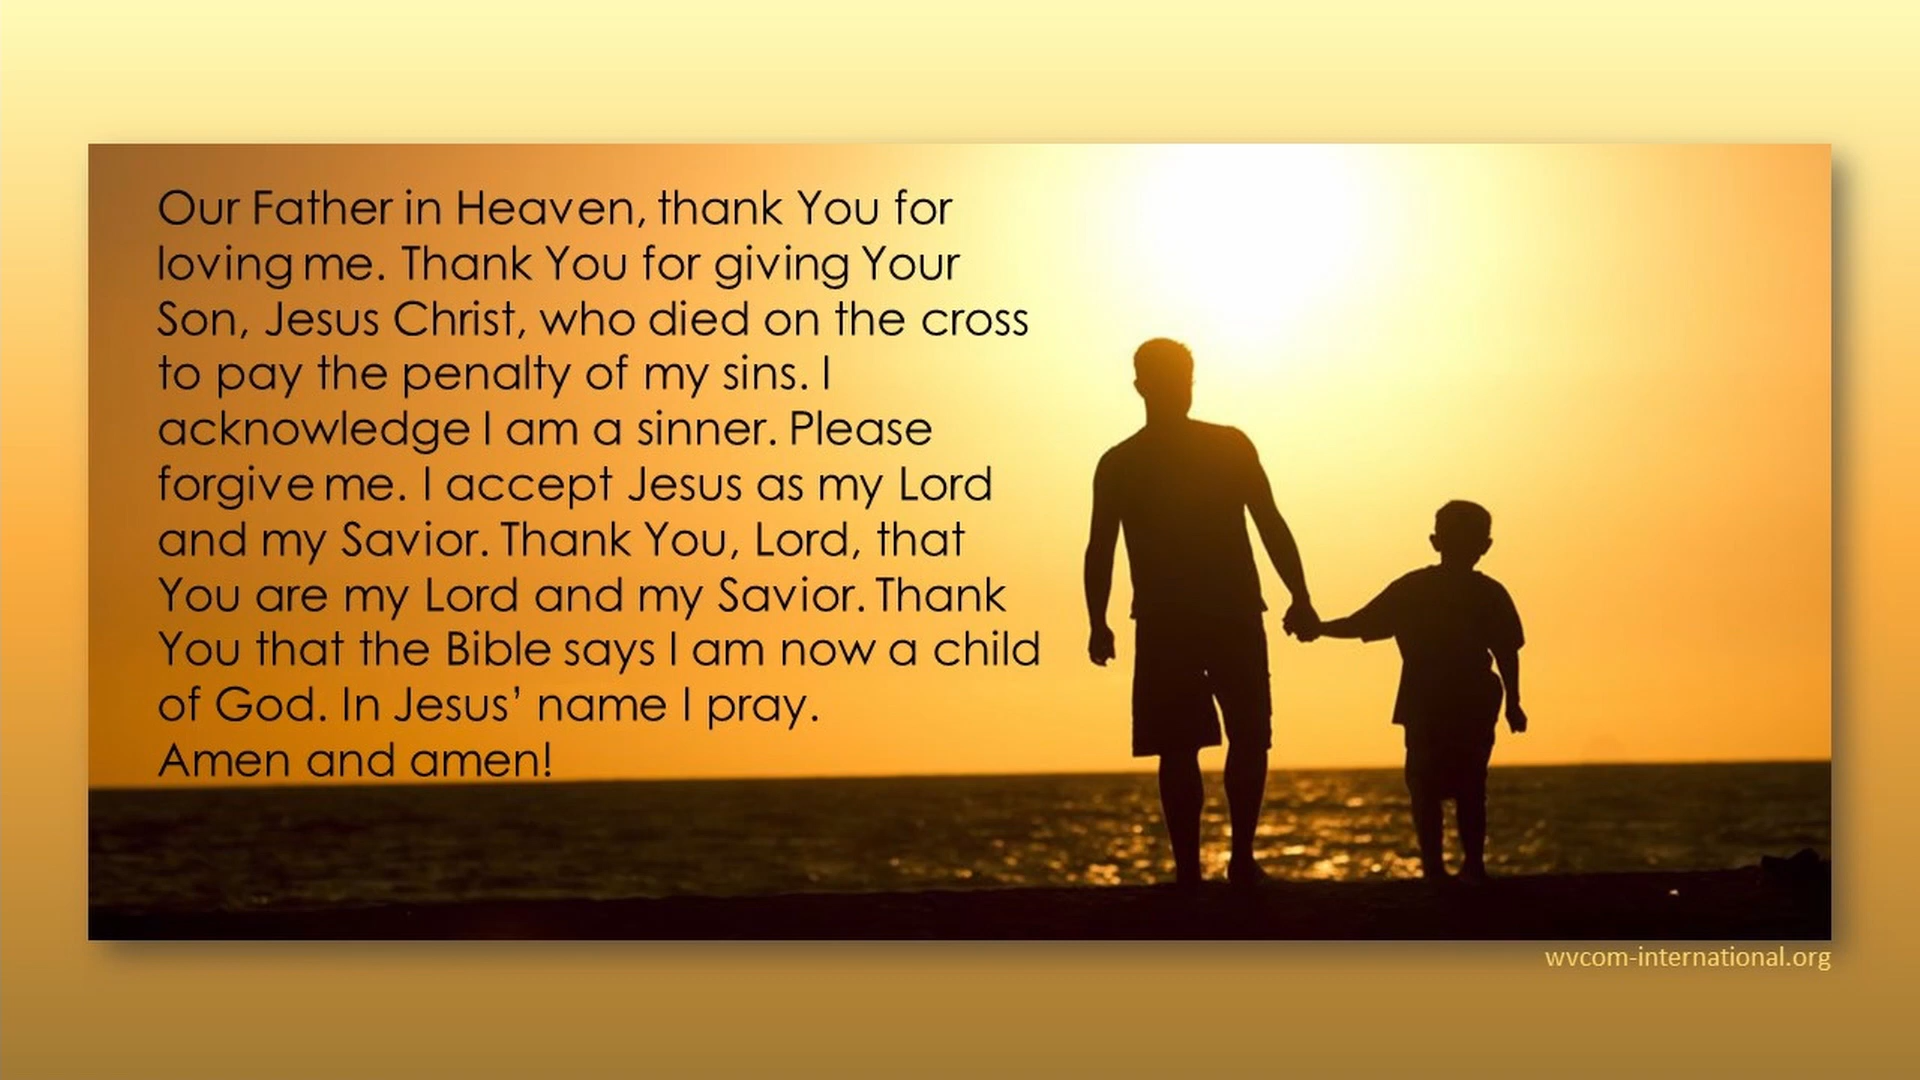 Our Father in Heaven, thank You for
loving me. Thank You for giving Your
Son, Jesus Christ, who died on the cross
to pay the penalty of my sins. I
acknowledge I am a sinner. Please
forgive me. I accept Jesus as my Lord
and my Savior. Thank You, Lord, that
You are my Lord and my Savior. Thank
You that the Bible says I am now a child
of God. In Jesus’ name I pray.
Amen and amen!
wvcom-international.org